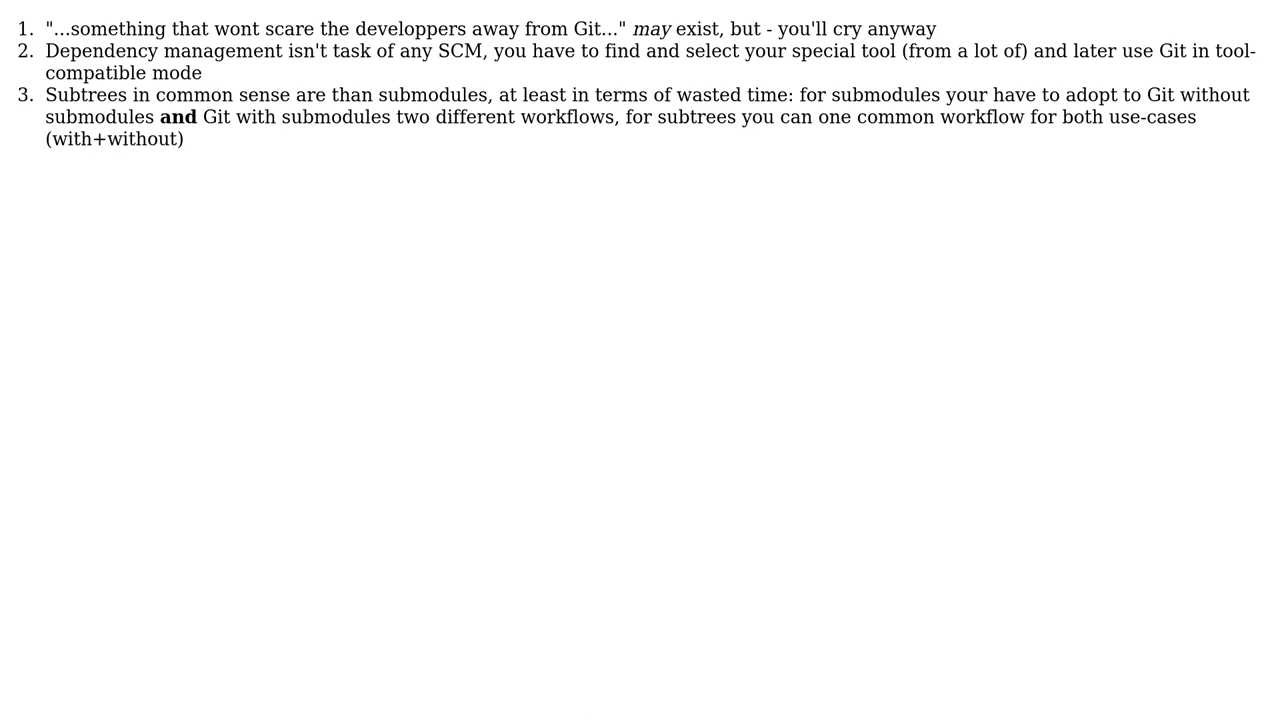 1. "...something that wont scare the developpers away from Git..." may exist, but - you'll cry anyway
2. Dependency management isn't task of any SCM, you have to find and select your special tool (from a lot of) and later use Git in tool-
compatible mode
3. Subtrees in common sense are than submodules, at least in terms of wasted time: for submodules your have to adopt to Git without
submodules and Git with submodules two different workflows, for subtrees you can one common workflow for both use-cases
(with+without)